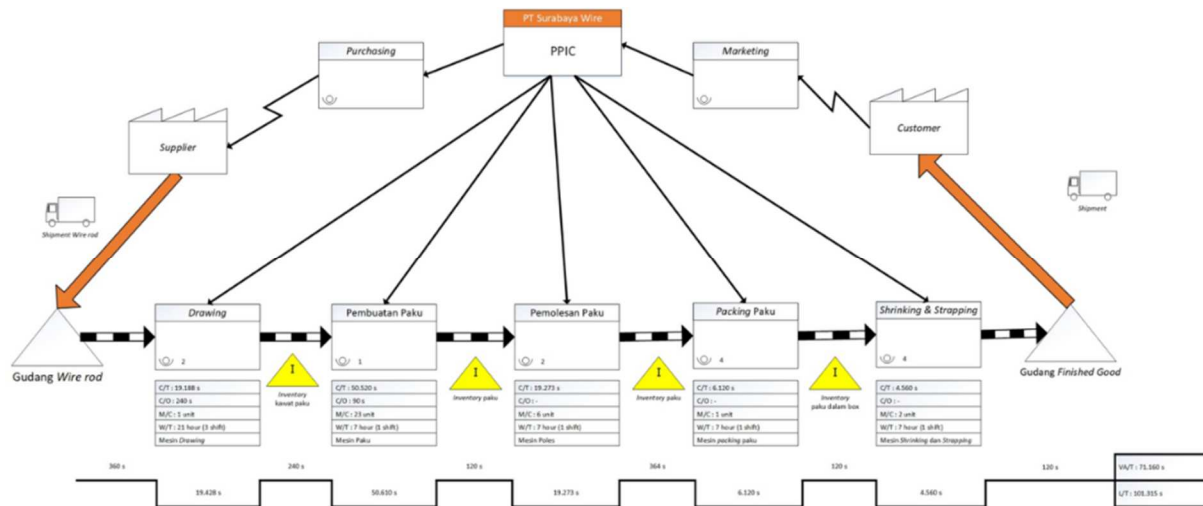 PT Surabaya Wire
PPIC
Purchasing
Marketing
Supplier
Customer
Shipment Wire rod
Shipment
Drawing
2
Pembuatan Paku
1
Pemolesan Paku
2
Packing Paku
4
Shrinking & Strapping
4
Gudang Wire rod
I
Inventory
kawat paku
I
Inventory paku
I
Inventory paku
I
Inventory
paku dalam box
Gudang Finished Good
C/T : 19.188 s
C/O : 240 s
M/C : 1 unit
W/T : 21 hour (3 shift)
Mesin Drawing
C/T : 50.520 s
C/O : 90 s
M/C : 23 unit
W/T : 7 hour (1 shift)
Mesin Paku
C/T : 19.273 s
C/O : -
M/C : 6 unit
W/T : 7 hour (1 shift)
Mesin Poles
C/T : 6.120 s
C/O : -
M/C : 1 unit
W/T : 7 hour (1 shift)
Mesin packing paku
C/T : 4.560 s
C/O : -
M/C : 2 unit
W/T : 7 hour (1 shift)
Mesin Shrinking dan Strapping
360 s
240 s
120 s
364 s
120 s
120 s
VA/T : 71.160 s
19.428 s
50.610 s
19.273 s
6.120 s
4.560 s
L/T : 101.315 s